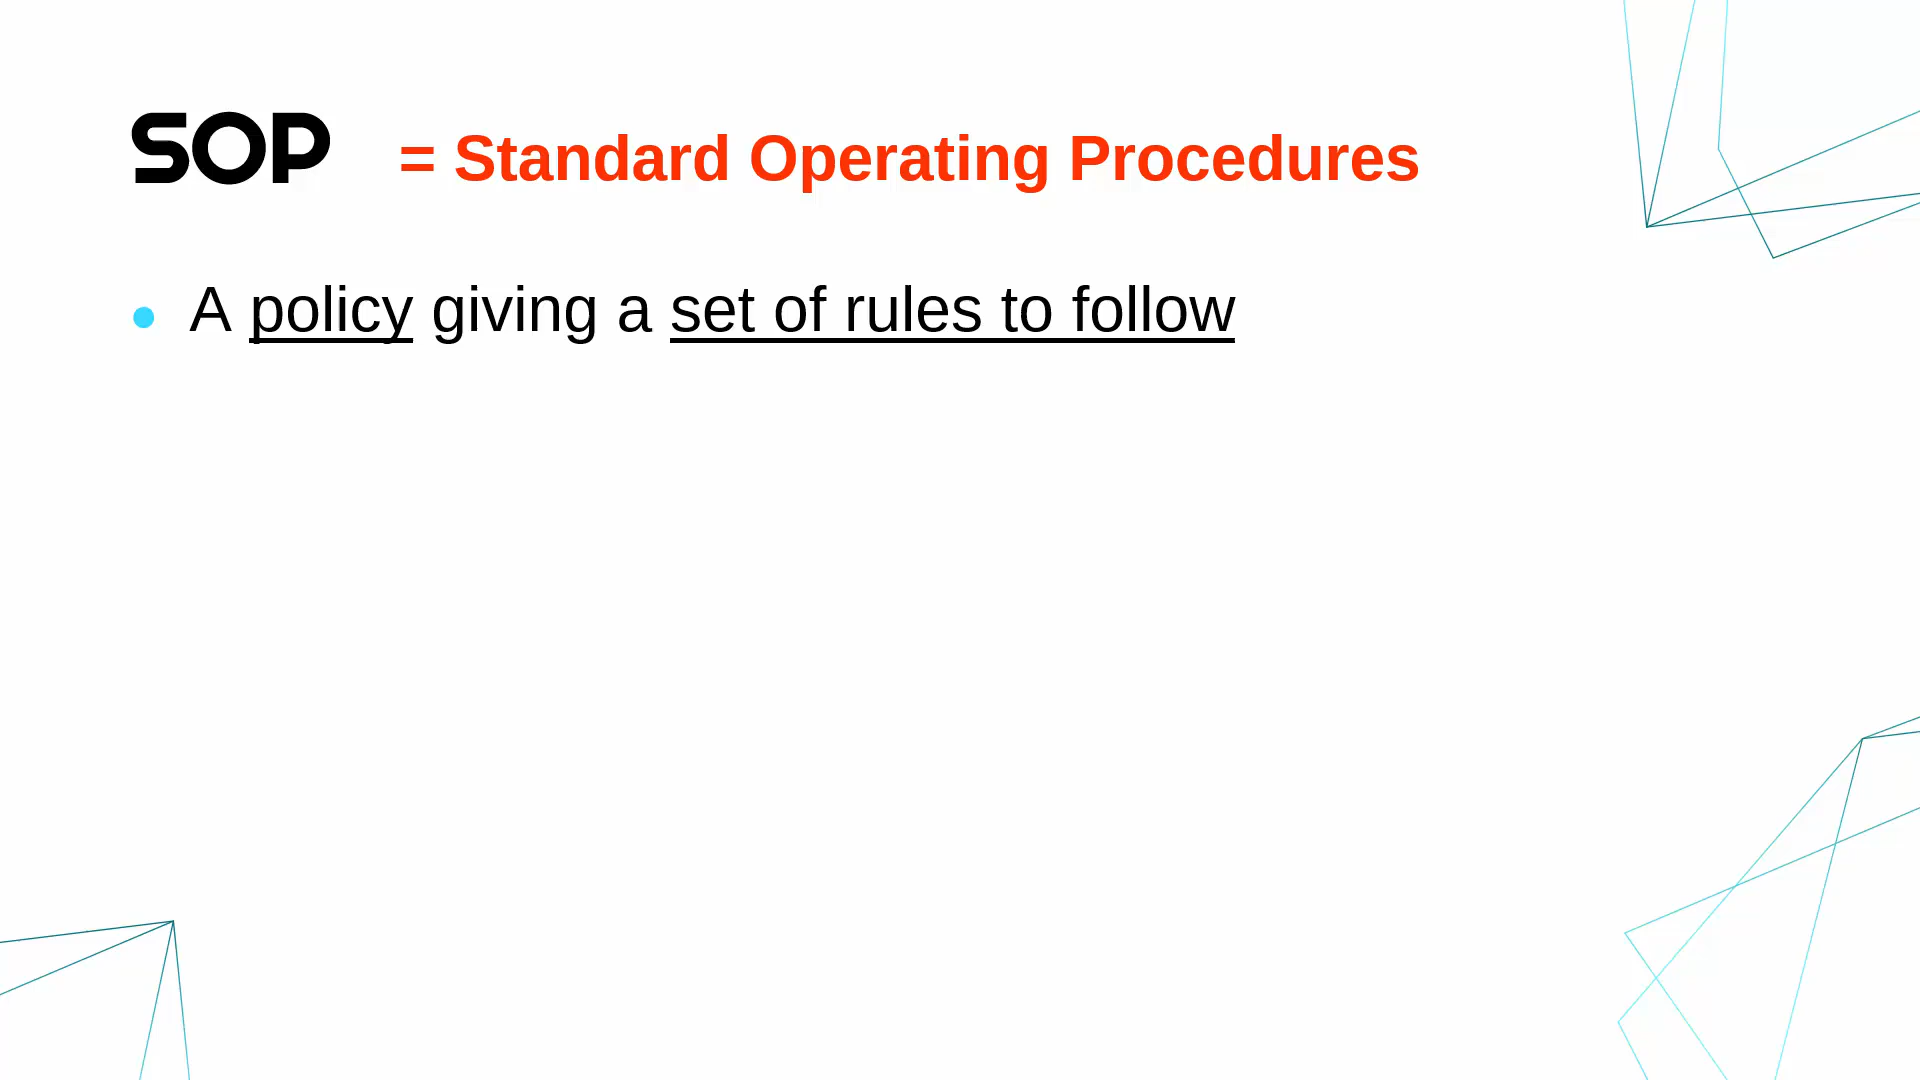 SOP = Standard Operating Procedures
• A policy giving a set of rules to follow